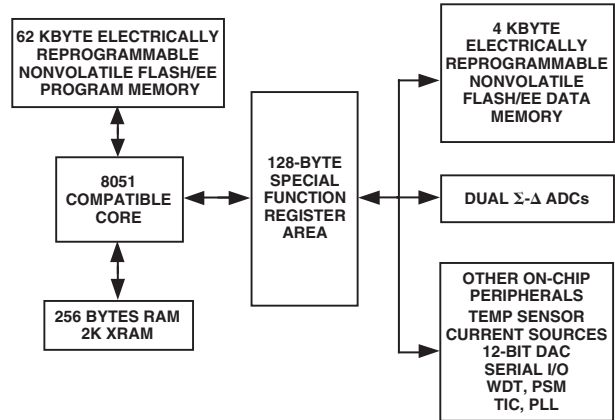 62 KBYTE ELECTRICALLY
REPROGRAMMABLE
NONVOLATILE FLASH/EE
PROGRAM MEMORY
8051
COMPATIBLE
CORE
256 BYTES RAM
2K XRAM
128-BYTE
SPECIAL
FUNCTION
REGISTER
AREA
4 KBYTE
ELECTRICALLY
REPROGRAMMABLE
NONVOLATILE
FLASH/EE DATA
MEMORY
DUAL Σ-Δ ADCs
OTHER ON-CHIP
PERIPHERALS
TEMP SENSOR
CURRENT SOURCES
12-BIT DAC
SERIAL I/O
WDT, PSM
TIC, PLL